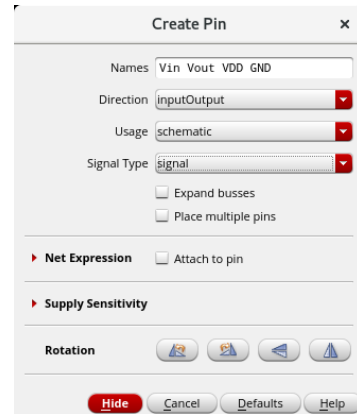 Create Pin ×
Names Vin Vout VDD GND
Direction inputOutput
Usage schematic
Signal Type signal
Expand busses
Place multiple pins
Net Expression Attach to pin
Supply Sensitivity
Rotation
Hide Cancel Defaults Help